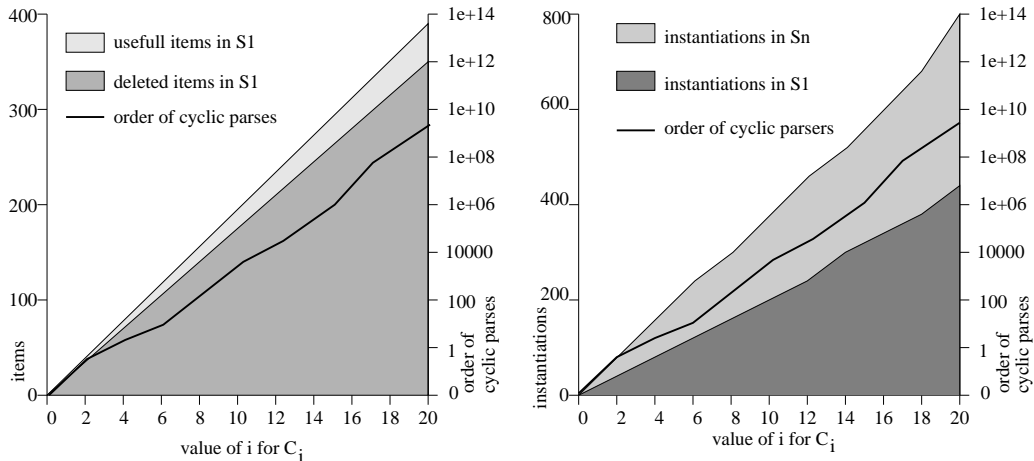 400
300
200
100
0
items
usefull items in S1
deleted items in S1
order of cyclic parses
1e+14
1e+12
1e+10
1e+08
1e+06
10000
100
1
0
order of
cyclic parses
0 2 4 6 8 10 12 14 16 18 20
value of i for C i
800
600
400
200
0
instantiations
instantiations in Sn
instantiations in S1
order of cyclic parsers
1e+14
1e+12
1e+10
1e+08
1e+06
10000
100
1
0
order of
cyclic parses
0 2 4 6 8 10 12 14 16 18 20
value of i for C i